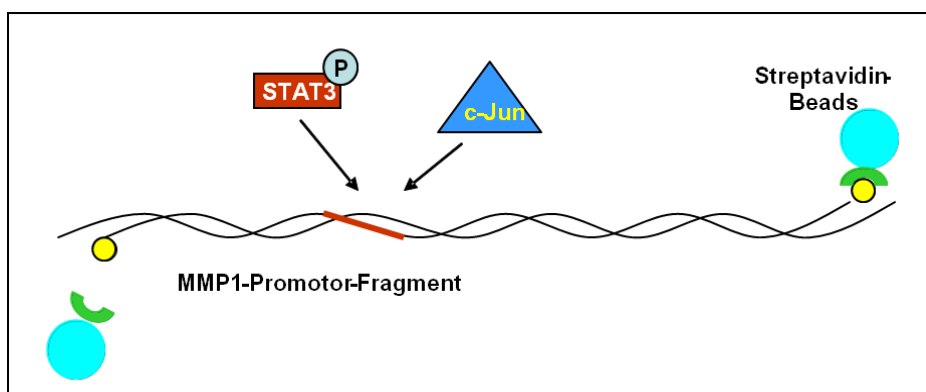 P
STAT3
c-Jun
Streptavidin-
Beads
MMP1-Promotor-Fragment